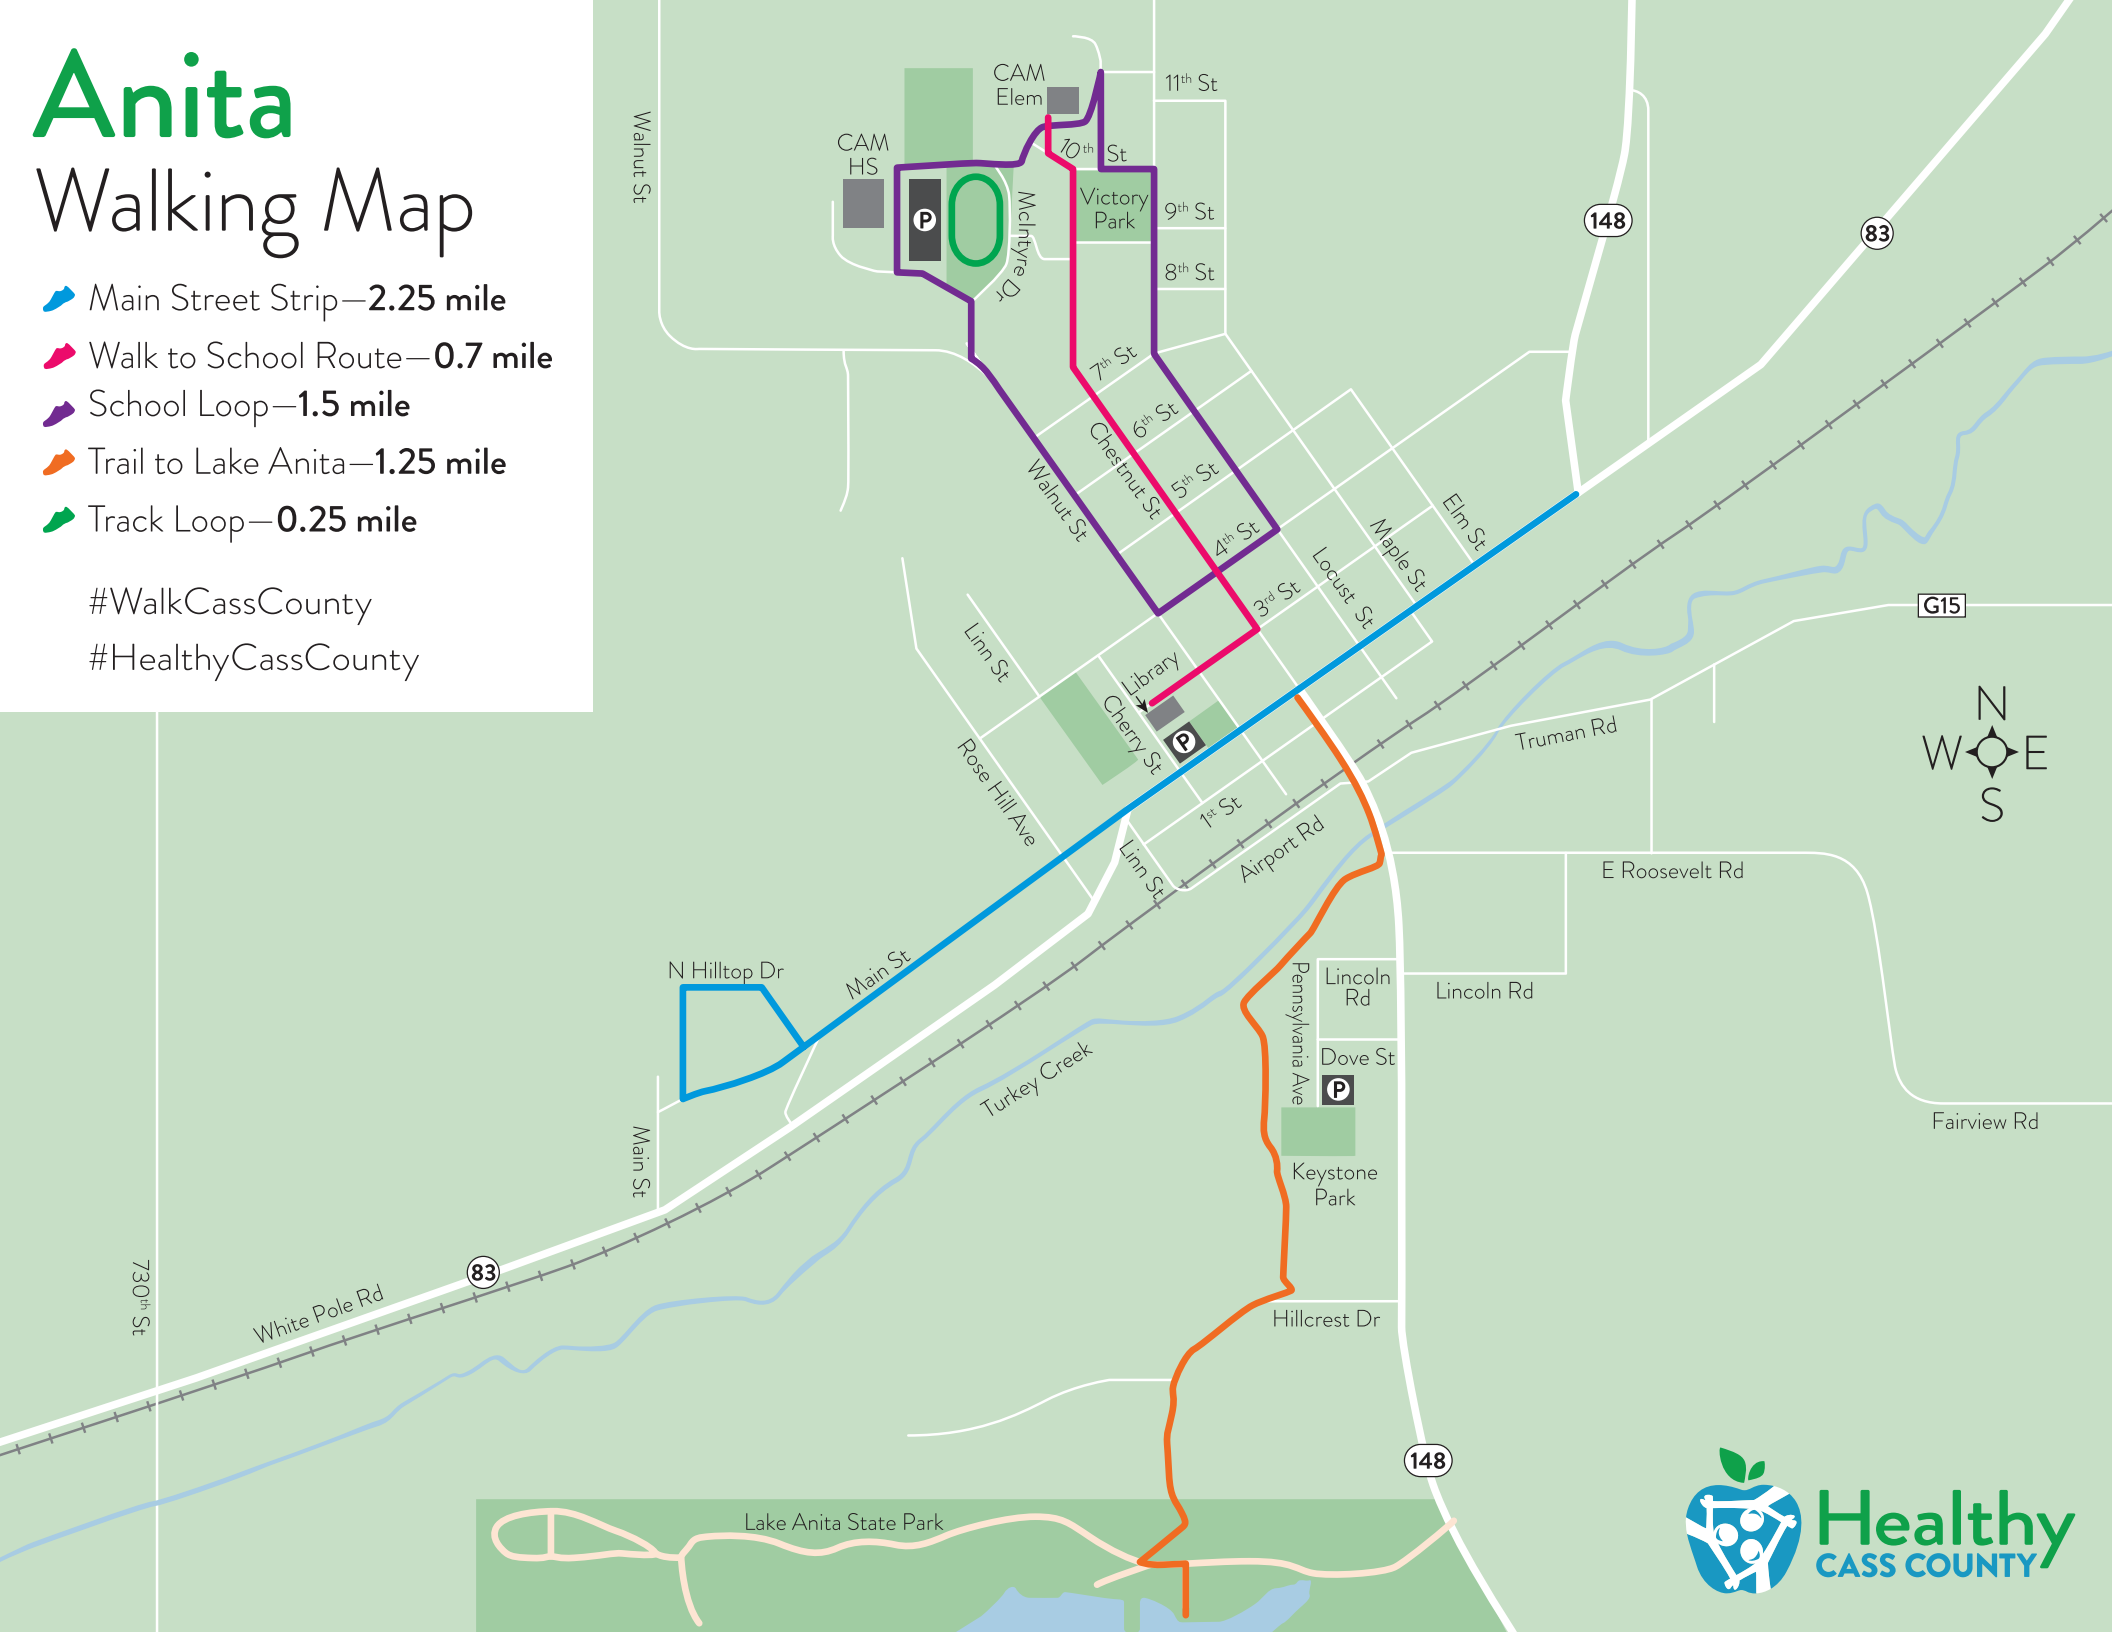 Anita
Walking Map
Main Street Strip—2.25 mile
Walk to School Route—0.7 mile
School Loop—1.5 mile
Trail to Lake Anita—1.25 mile
Track Loop—0.25 mile
#WalkCassCounty
#HealthyCassCounty
Walnut St
CAM
Elem
CAM
HS
P
McIntyre Dr
11th St
10th St
Victory
Park
9th St
8th St
7th St
6th St
5th St
4th St
3rd St
Chestnut St
Walnut St
Elm St
Maple St
Locust St
148
83
G15
Linn St
Library
Cherry St
P
Rose Hill Ave
1st St
Linn St
Airport Rd
Truman Rd
N
W E
S
E Roosevelt Rd
N Hilltop Dr
Main St
Main St
Pennsylvania Ave
Lincoln
Rd
Lincoln Rd
Dove St
P
Turkey Creek
Keystone
Park
Fairview Rd
730th St
83
White Pole Rd
Hillcrest Dr
148
Lake Anita State Park
Healthy
CASS COUNTY